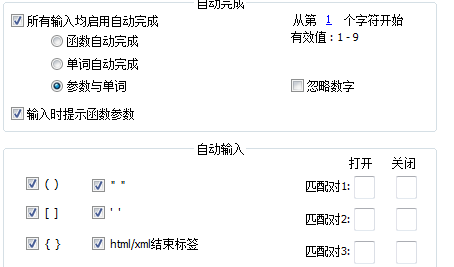 自动完成
所有输入均启用自动完成
从第 1 个字符开始
函数自动完成
有效值：1 - 9
单词自动完成
参数与单词
忽略数字
输入时提示函数参数
自动输入
打开 关闭
( ) " " 匹配对1:
[ ] ' ' 匹配对2:
{ } html/xml结束标签 匹配对3: